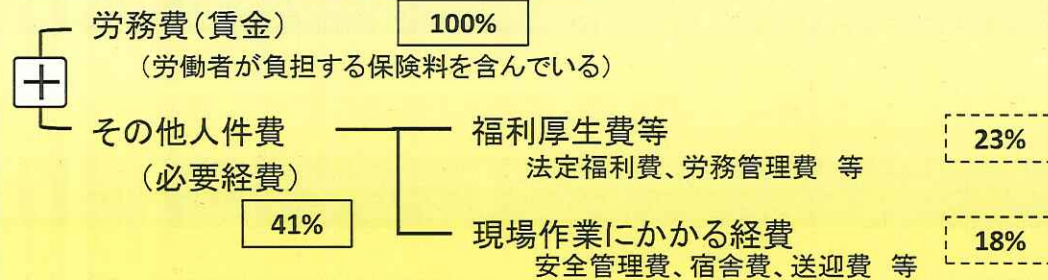 労務費(賃金) 100%
(労働者が負担する保険料を含んでいる)
＋
その他人件費 福利厚生費等 23%
(必要経費) 法定福利費、労務管理費 等
41%
現場作業にかかる経費 18%
安全管理費、宿舎費、送迎費 等